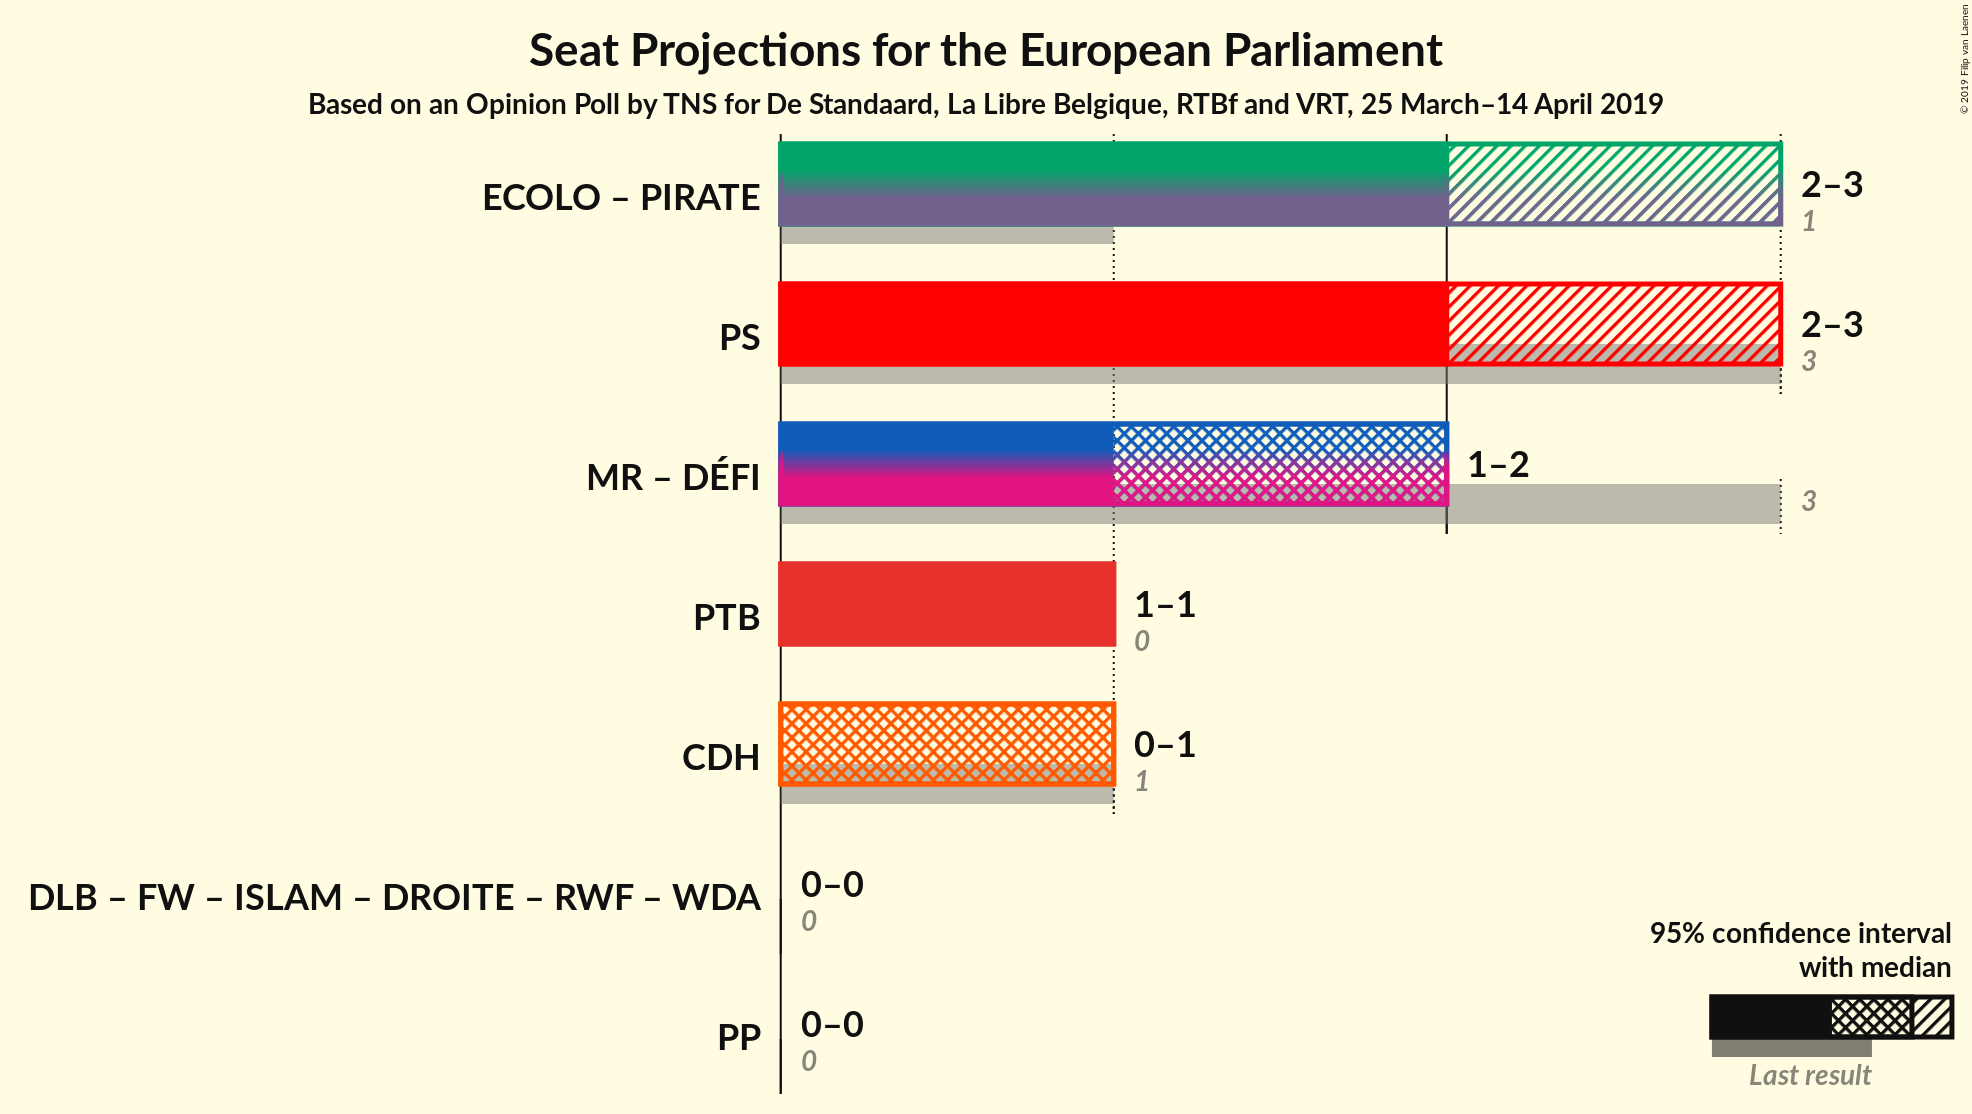 Seat Projections for the European Parliament
Based on an Opinion Poll by TNS for De Standaard, La Libre Belgique, RTBf and VRT, 25 March–14 April 2019
© 2019 Filip van Laenen
ECOLO – PIRATE
2–3
1
PS
2–3
3
MR – DÉFI
1–2
3
PTB
1–1
0
CDH
0–1
1
DLB – FW – ISLAM – DROITE – RWF – WDA
0–0
0
PP
0–0
0
95% confidence interval
with median
Last result